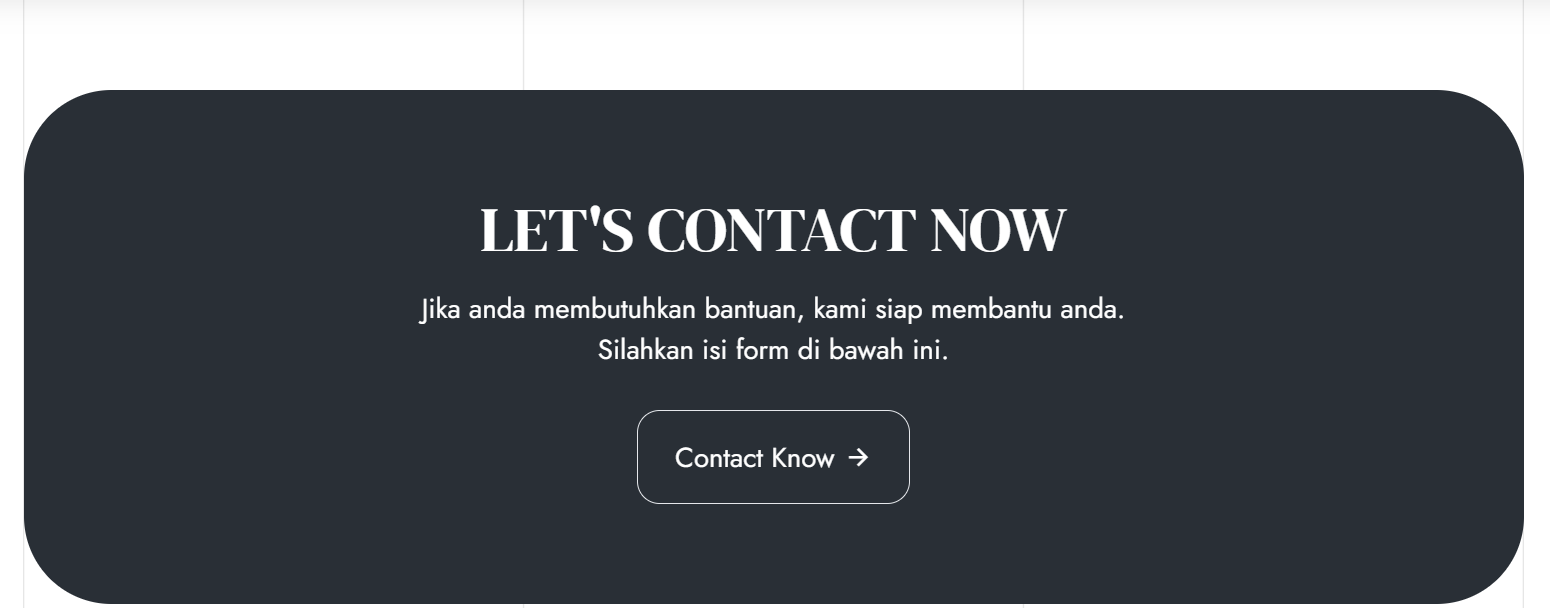 LET'S CONTACT NOW
Jika anda membutuhkan bantuan, kami siap membantu anda.
Silahkan isi form di bawah ini.
Contact Know →